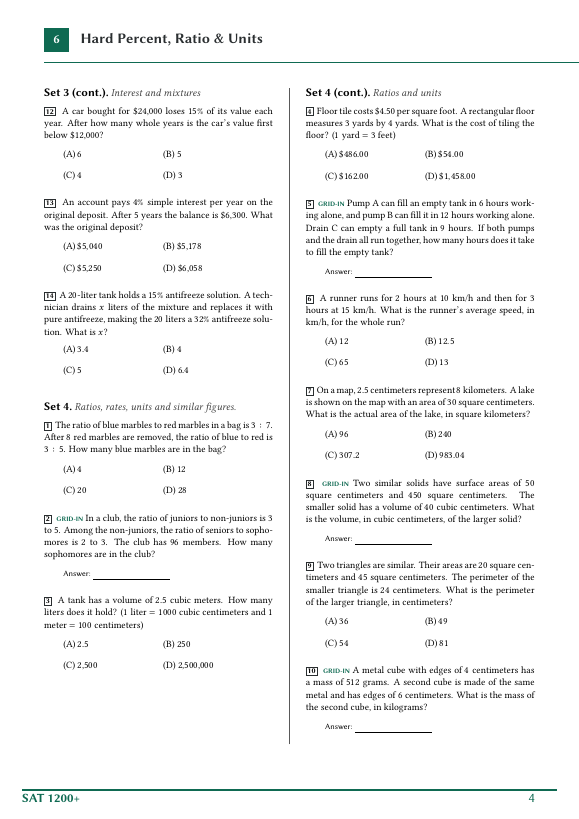 6 Hard Percent, Ratio & Units
Set 3 (cont.). Interest and mixtures
12 A car bought for $24,000 loses 15% of its value each
year. After how many whole years is the car's value first
below $12,000?
(A) 6 (B) 5
(C) 4 (D) 3
13 An account pays 4% simple interest per year on the
original deposit. After 5 years the balance is $6,300. What
was the original deposit?
(A) $5,040 (B) $5,178
(C) $5,250 (D) $6,058
14 A 20-liter tank holds a 15% antifreeze solution. A tech-
nician drains x liters of the mixture and replaces it with
pure antifreeze, making the 20 liters a 32% antifreeze solu-
tion. What is x?
(A) 3.4 (B) 4
(C) 5 (D) 6.4
Set 4. Ratios, rates, units and similar figures.
1 The ratio of blue marbles to red marbles in a bag is 3 : 7.
After 8 red marbles are removed, the ratio of blue to red is
3 : 5. How many blue marbles are in the bag?
(A) 4 (B) 12
(C) 20 (D) 28
2 GRID-IN In a club, the ratio of juniors to non-juniors is 3
to 5. Among the non-juniors, the ratio of seniors to sopho-
mores is 2 to 3. The club has 96 members. How many
sophomores are in the club?
Answer:
3 A tank has a volume of 2.5 cubic meters. How many
liters does it hold? (1 liter = 1000 cubic centimeters and 1
meter = 100 centimeters)
(A) 2.5 (B) 250
(C) 2,500 (D) 2,500,000
Set 4 (cont.). Ratios and units
4 Floor tile costs $4.50 per square foot. A rectangular floor
measures 3 yards by 4 yards. What is the cost of tiling the
floor? (1 yard = 3 feet)
(A) $486.00 (B) $54.00
(C) $162.00 (D) $1,458.00
5 GRID-IN Pump A can fill an empty tank in 6 hours work-
ing alone, and pump B can fill it in 12 hours working alone.
Drain C can empty a full tank in 9 hours. If both pumps
and the drain all run together, how many hours does it take
to fill the empty tank?
Answer:
6 A runner runs for 2 hours at 10 km/h and then for 3
hours at 15 km/h. What is the runner's average speed, in
km/h, for the whole run?
(A) 12 (B) 12.5
(C) 65 (D) 13
7 On a map, 2.5 centimeters represent 8 kilometers. A lake
is shown on the map with an area of 30 square centimeters.
What is the actual area of the lake, in square kilometers?
(A) 96 (B) 240
(C) 307.2 (D) 983.04
8 GRID-IN Two similar solids have surface areas of 50
square centimeters and 450 square centimeters. The
smaller solid has a volume of 40 cubic centimeters. What
is the volume, in cubic centimeters, of the larger solid?
Answer:
9 Two triangles are similar. Their areas are 20 square cen-
timeters and 45 square centimeters. The perimeter of the
smaller triangle is 24 centimeters. What is the perimeter
of the larger triangle, in centimeters?
(A) 36 (B) 49
(C) 54 (D) 81
10 GRID-IN A metal cube with edges of 4 centimeters has
a mass of 512 grams. A second cube is made of the same
metal and has edges of 6 centimeters. What is the mass of
the second cube, in kilograms?
Answer:
SAT 1200+ 4